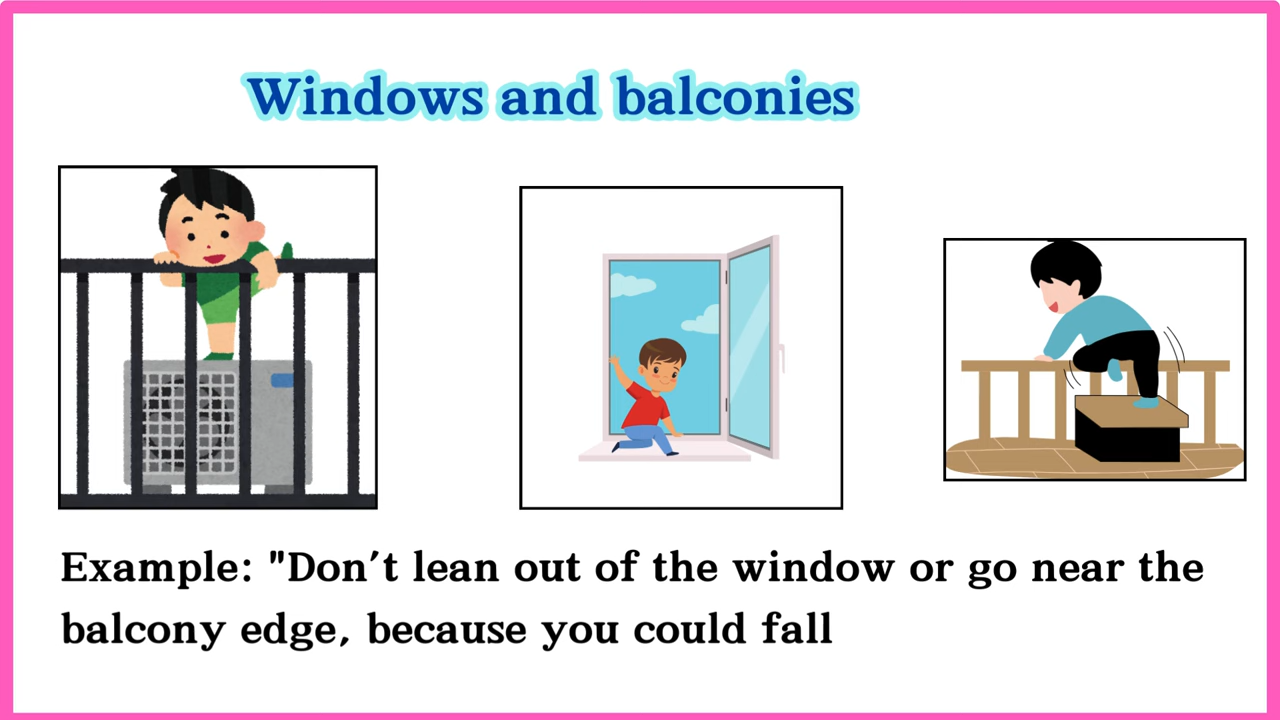 Windows and balconies
Example: "Don’t lean out of the window or go near the
balcony edge, because you could fall